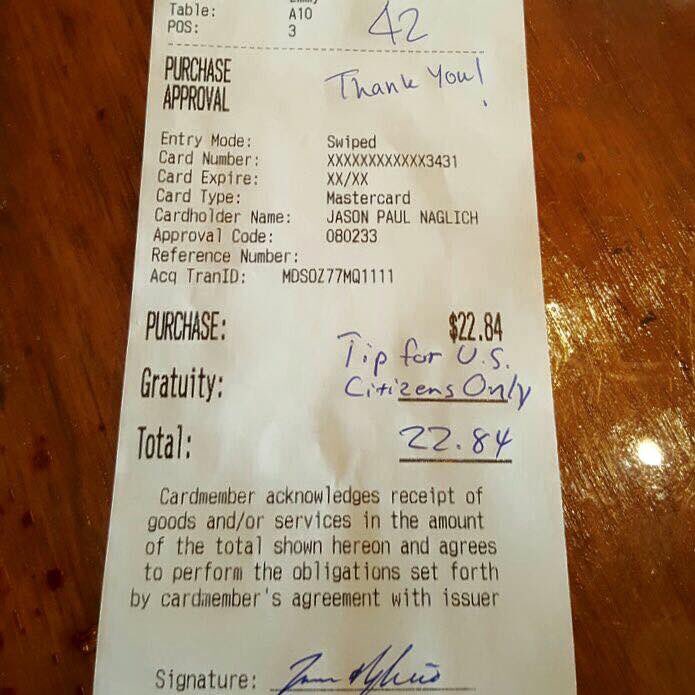 Table: A10
POS: 3
42
Thank You!
PURCHASE
APPROVAL
Entry Mode: Swiped
Card Number: XXXXXXXXXXXX3431
Card Expire: XX/XX
Card Type: Mastercard
Cardholder Name: JASON PAUL NAGLICH
Approval Code: 080233
Reference Number:
Acq TranID: MDSOZ77MQ1111
PURCHASE: $22.84
Tip for U.S.
Gratuity: Citizens Only
Total: 22.84
Cardmember acknowledges receipt of
goods and/or services in the amount
of the total shown hereon and agrees
to perform the obligations set forth
by cardmember's agreement with issuer
Signature: